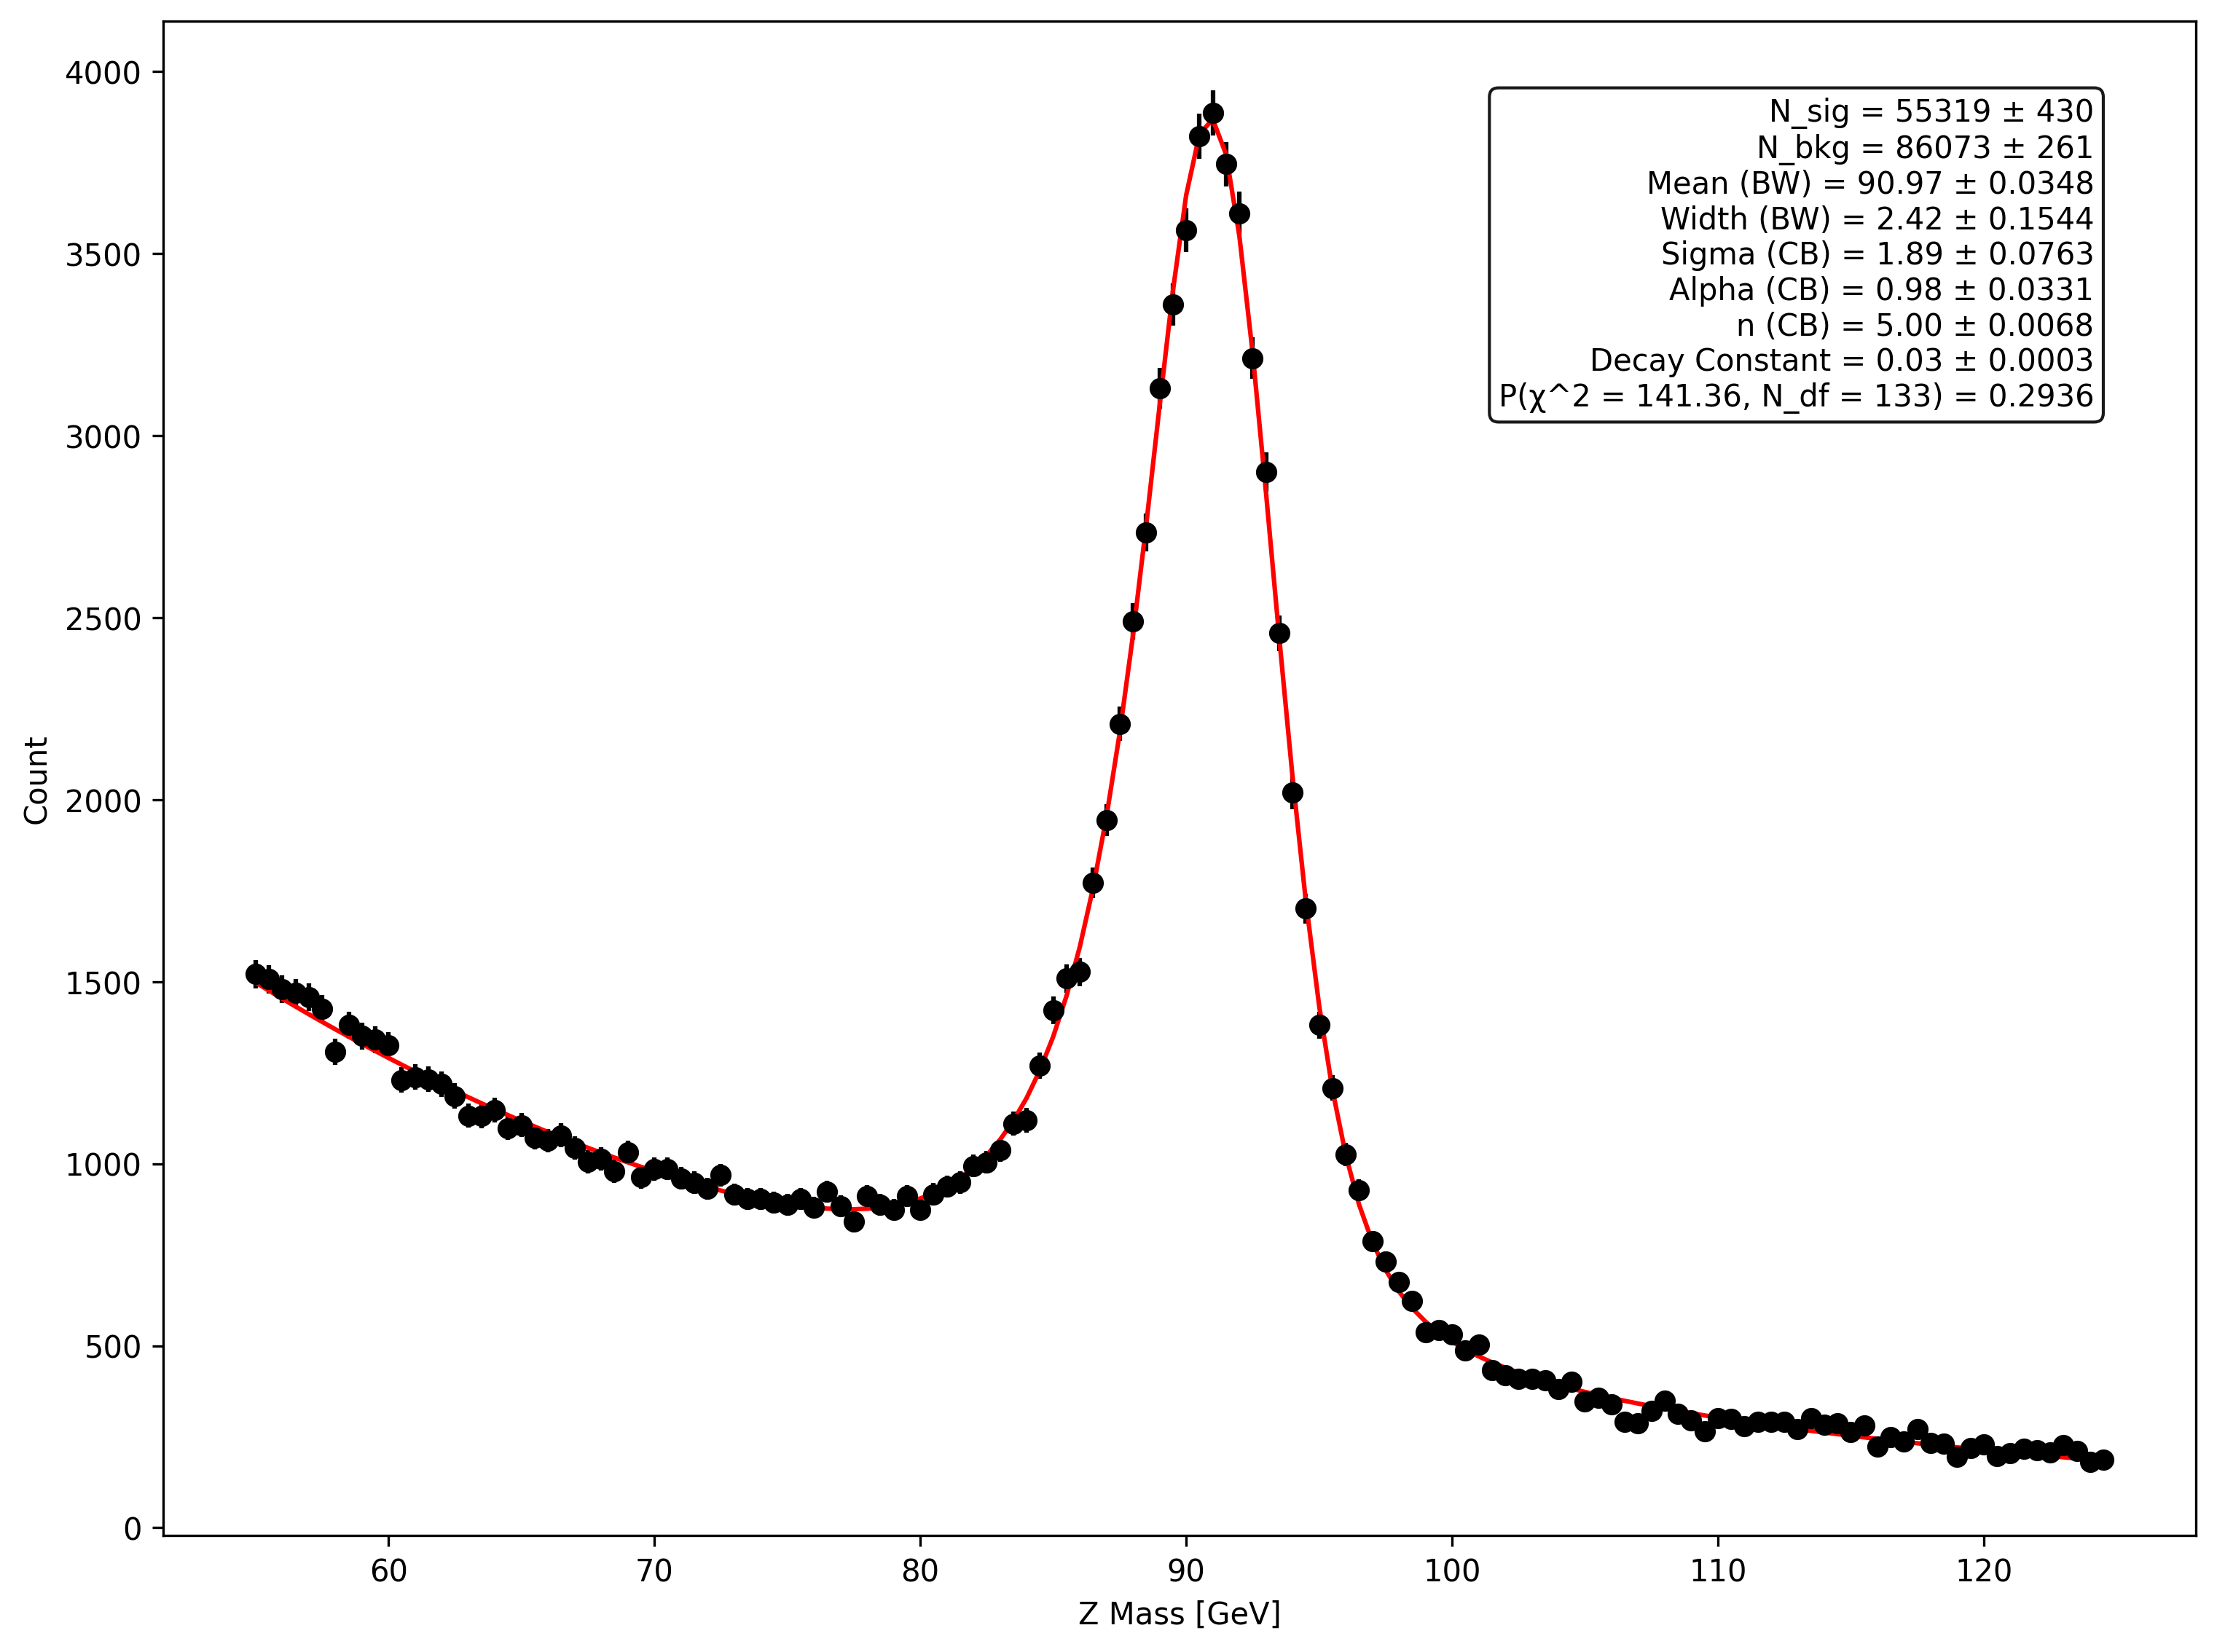 4000
3500
3000
2500
2000
1500
1000
500
0
Count
N_sig = 55319 ± 430
N_bkg = 86073 ± 261
Mean (BW) = 90.97 ± 0.0348
Width (BW) = 2.42 ± 0.1544
Sigma (CB) = 1.89 ± 0.0763
Alpha (CB) = 0.98 ± 0.0331
n (CB) = 5.00 ± 0.0068
Decay Constant = 0.03 ± 0.0003
P(χ^2 = 141.36, N_df = 133) = 0.2936
60 70 80 90 100 110 120
Z Mass [GeV]